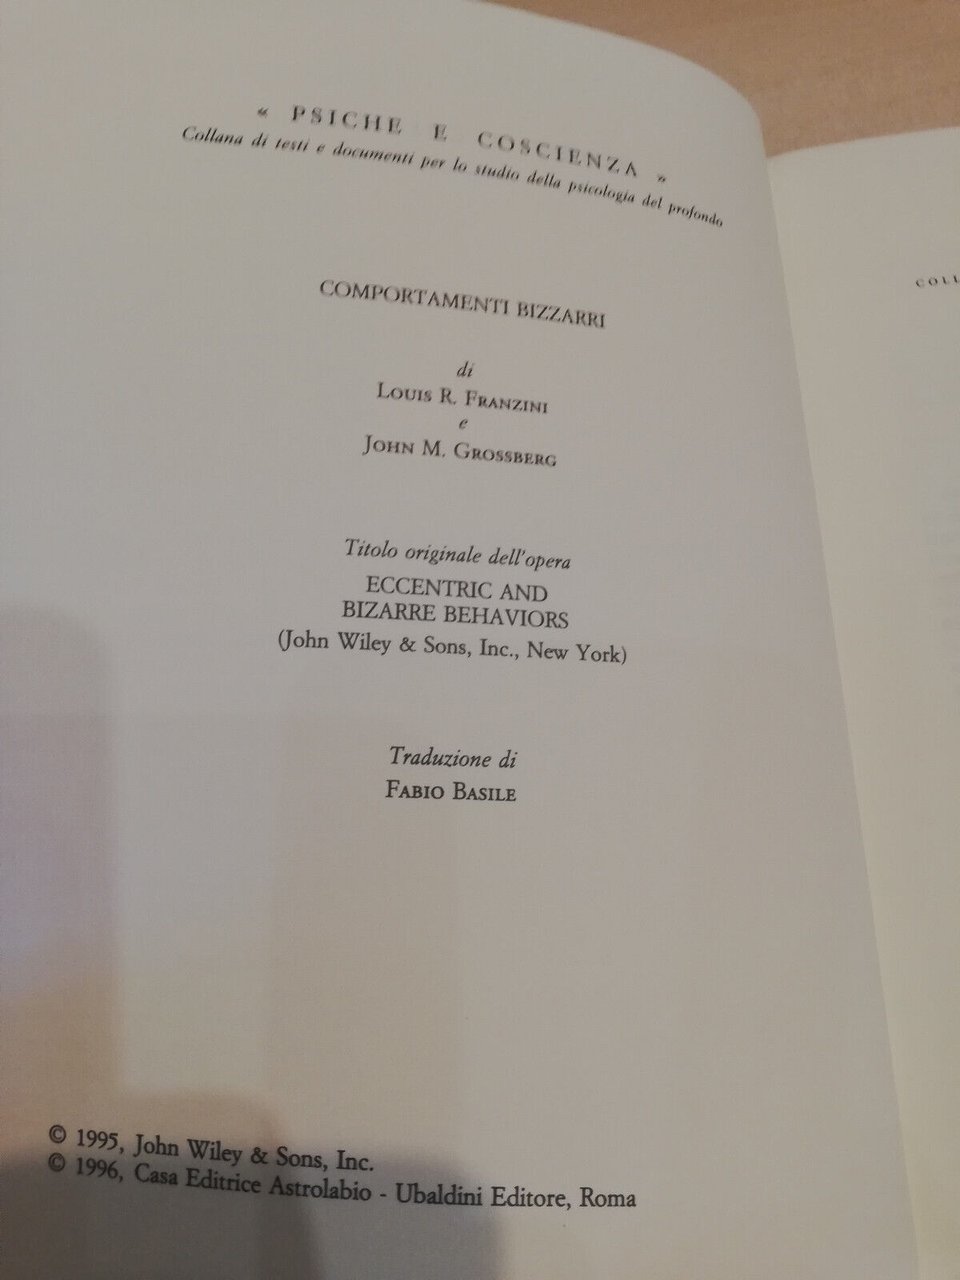 « PSICHE E COSCIENZA »
Collana di testi e documenti per lo studio della psicologia del profondo
COMPORTAMENTI BIZZARRI
di
LOUIS R. FRANZINI
e
JOHN M. GROSSBERG
Titolo originale dell'opera
ECCENTRIC AND
BIZARRE BEHAVIORS
(John Wiley & Sons, Inc., New York)
Traduzione di
FABIO BASILE
© 1995, John Wiley & Sons, Inc.
© 1996, Casa Editrice Astrolabio - Ubaldini Editore, Roma